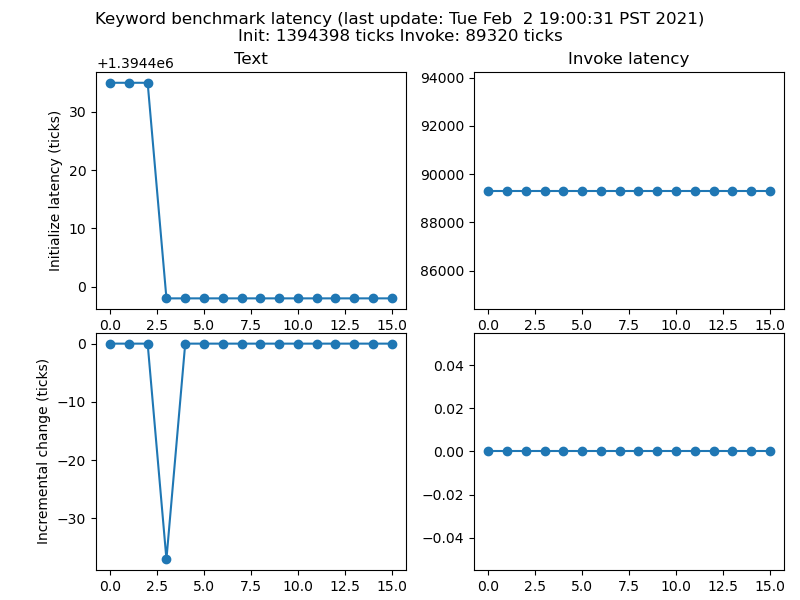 Keyword benchmark latency (last update: Tue Feb  2 19:00:31 PST 2021)
Init: 1394398 ticks Invoke: 89320 ticks
Text
Invoke latency
+1.3944e6
Initialize latency (ticks)
30
20
10
0
0.0 2.5 5.0 7.5 10.0 12.5 15.0
94000
92000
90000
88000
86000
0.0 2.5 5.0 7.5 10.0 12.5 15.0
Incremental change (ticks)
0
−10
−20
−30
0.0 2.5 5.0 7.5 10.0 12.5 15.0
0.04
0.02
0.00
−0.02
−0.04
0.0 2.5 5.0 7.5 10.0 12.5 15.0